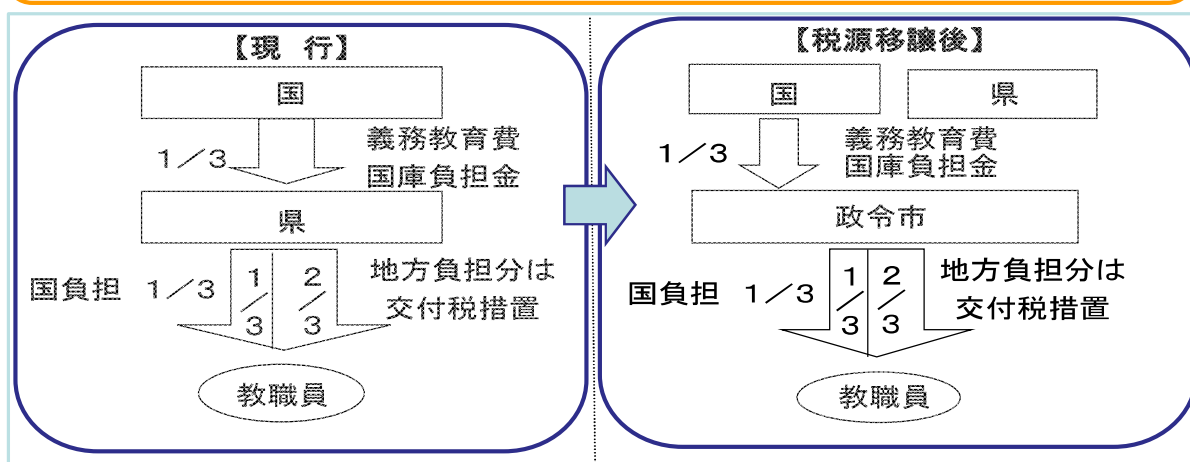 【現　行】
国
1／3
義務教育費
国庫負担金
県
国負担　1／3
1／3
2／3
地方負担分は
交付税措置
教職員
【税源移譲後】
国
県
1／3
義務教育費
国庫負担金
政令市
国負担　1／3
1／3
2／3
地方負担分は
交付税措置
教職員